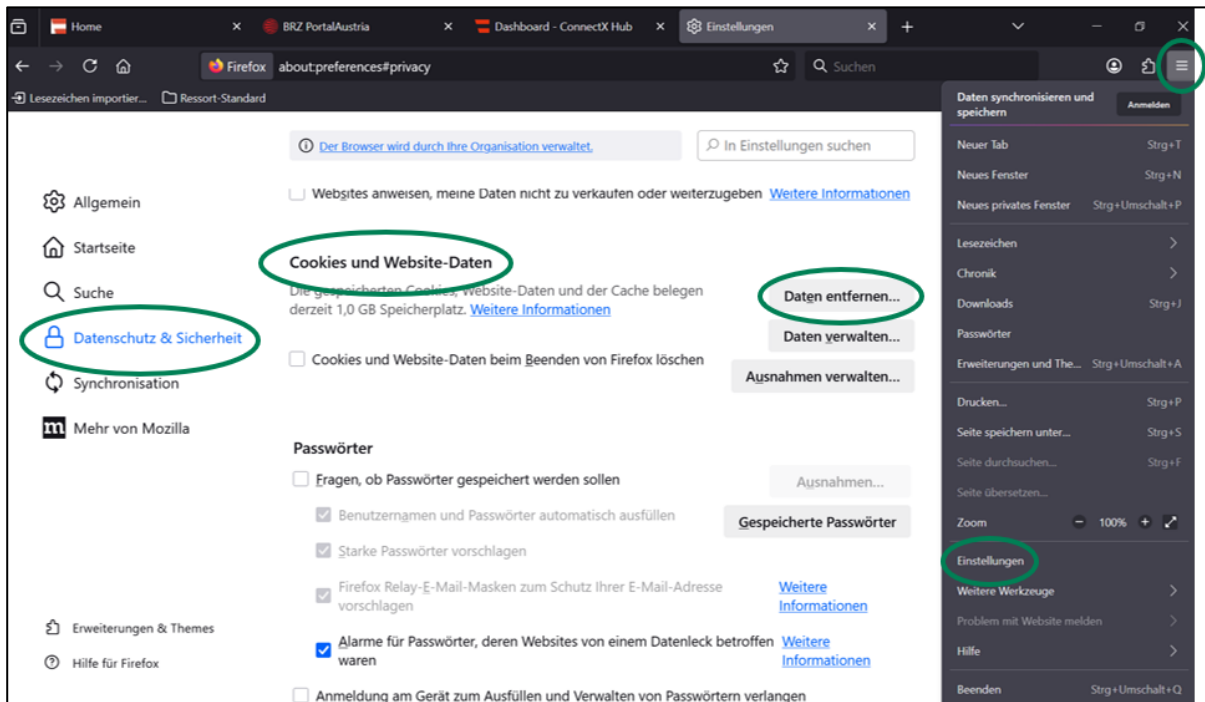 Home
BRZ PortalAustria
Dashboard - ConnectX Hub
Einstellungen
Firefox about:preferences#privacy
Suchen
Lesezeichen importier... Ressort-Standard
Der Browser wird durch Ihre Organisation verwaltet.
In Einstellungen suchen
Allgemein
Startseite
Suche
Datenschutz & Sicherheit
Synchronisation
Mehr von Mozilla
Erweiterungen & Themes
Hilfe für Firefox
Websites anweisen, meine Daten nicht zu verkaufen oder weiterzugeben Weitere Informationen
Cookies und Website-Daten
Die gespeicherten Cookies, Website-Daten und der Cache belegen
derzeit 1,0 GB Speicherplatz. Weitere Informationen
Daten entfernen...
Daten verwalten...
Cookies und Website-Daten beim Beenden von Firefox löschen
Ausnahmen verwalten...
Passwörter
Fragen, ob Passwörter gespeichert werden sollen
Ausnahmen...
Benutzernamen und Passwörter automatisch ausfüllen
Gespeicherte Passwörter
Starke Passwörter vorschlagen
Firefox Relay-E-Mail-Masken zum Schutz Ihrer E-Mail-Adresse
vorschlagen
Weitere
Informationen
Alarme für Passwörter, deren Websites von einem Datenleck betroffen
waren
Weitere
Informationen
Anmeldung am Gerät zum Ausfüllen und Verwalten von Passwörtern verlangen
Daten synchronisieren und
speichern
Anmelden
Neuer Tab Strg+T
Neues Fenster Strg+N
Neues privates Fenster Strg+Umschalt+P
Lesezeichen
Chronik
Downloads Strg+J
Passwörter
Erweiterungen und The... Strg+Umschalt+A
Drucken... Strg+P
Seite speichern unter... Strg+S
Seite durchsuchen... Strg+F
Seite übersetzen...
Zoom − 100% +
Einstellungen
Weitere Werkzeuge
Problem mit Website melden
Hilfe
Beenden Strg+Umschalt+Q